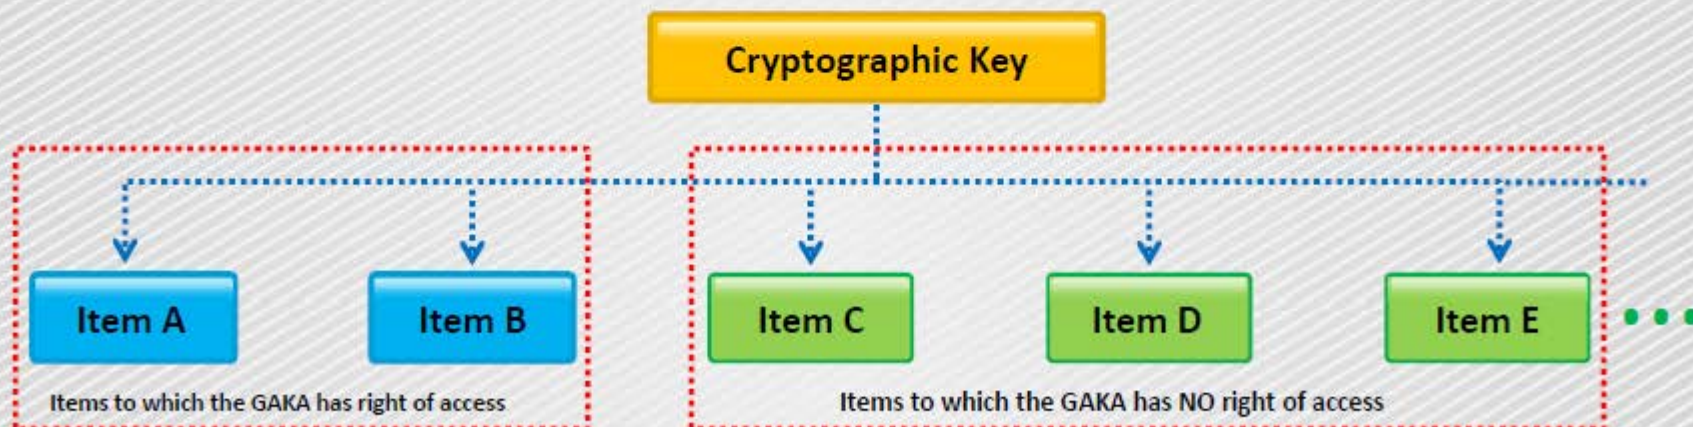 Cryptographic Key
Item A
Item B
Item C
Item D
Item E
Items to which the GAKA has right of access
Items to which the GAKA has NO right of access